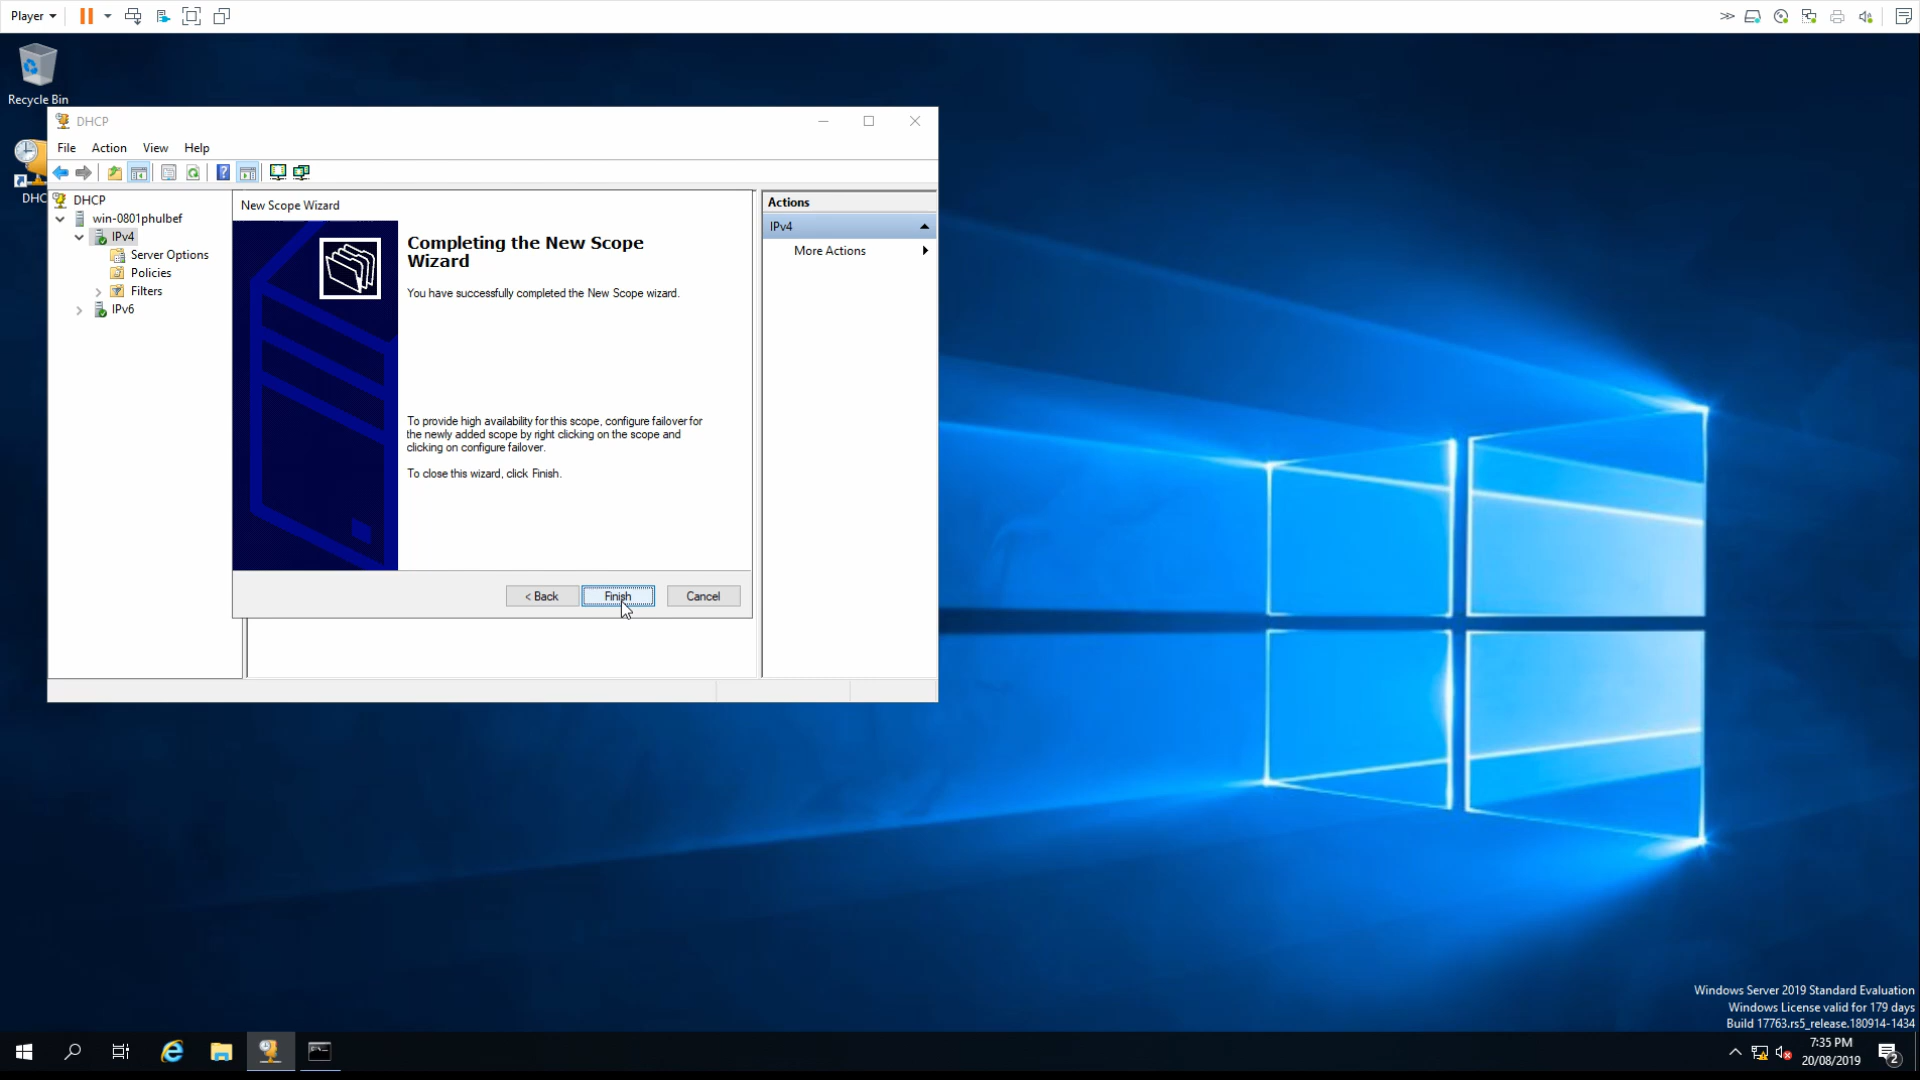 Player
Recycle Bin
DHC
DHCP
File Action View Help
DHCP
win-0801phulbef
IPv4
Server Options
Policies
Filters
IPv6
New Scope Wizard
Completing the New Scope
Wizard
You have successfully completed the New Scope wizard.
To provide high availability for this scope, configure failover for
the newly added scope by right clicking on the scope and
clicking on configure failover.
To close this wizard, click Finish.
< Back Finish Cancel
Actions
IPv4
More Actions
Windows Server 2019 Standard Evaluation
Windows License valid for 179 days
Build 17763.rs5_release.180914-1434
7:35 PM
20/08/2019
2